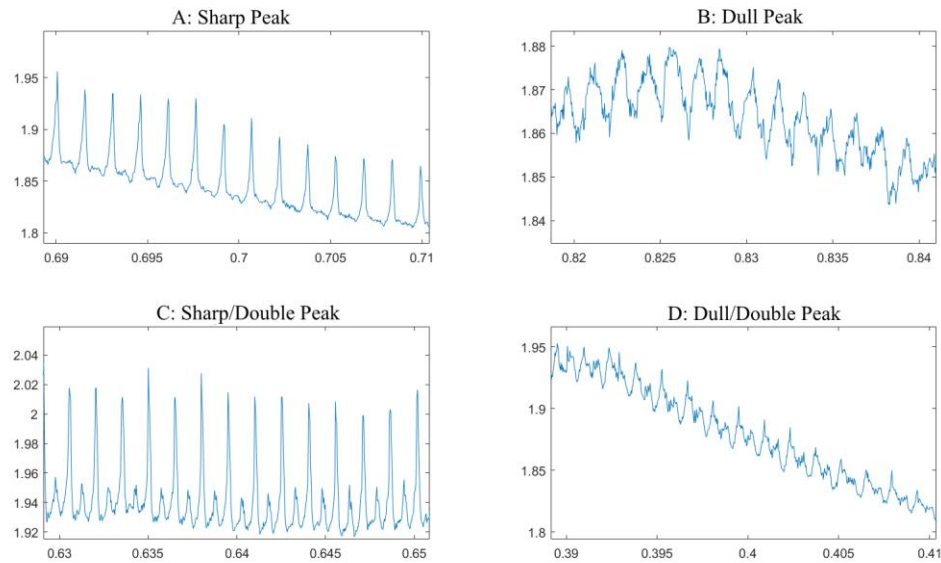 A: Sharp Peak
1.95
1.9
1.85
1.8
0.69 0.695 0.7 0.705 0.71
B: Dull Peak
1.88
1.87
1.86
1.85
1.84
0.82 0.825 0.83 0.835 0.84
C: Sharp/Double Peak
2.04
2.02
2
1.98
1.96
1.94
1.92
0.63 0.635 0.64 0.645 0.65
D: Dull/Double Peak
1.95
1.9
1.85
1.8
0.39 0.395 0.4 0.405 0.41